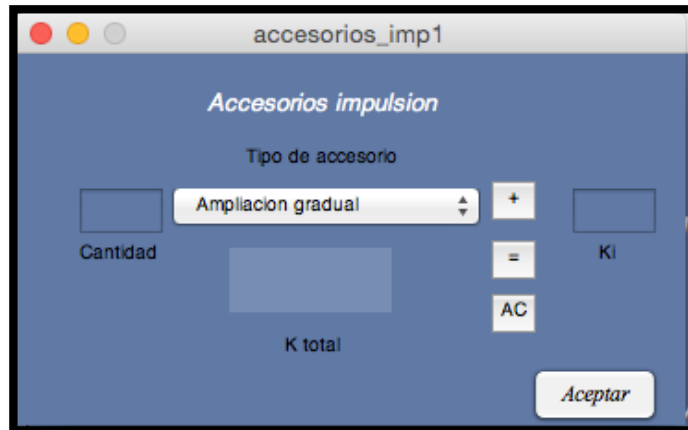 accesorios_imp1
Accesorios impulsion
Tipo de accesorio
Ampliacion gradual
+
Cantidad
=
Ki
AC
K total
Aceptar